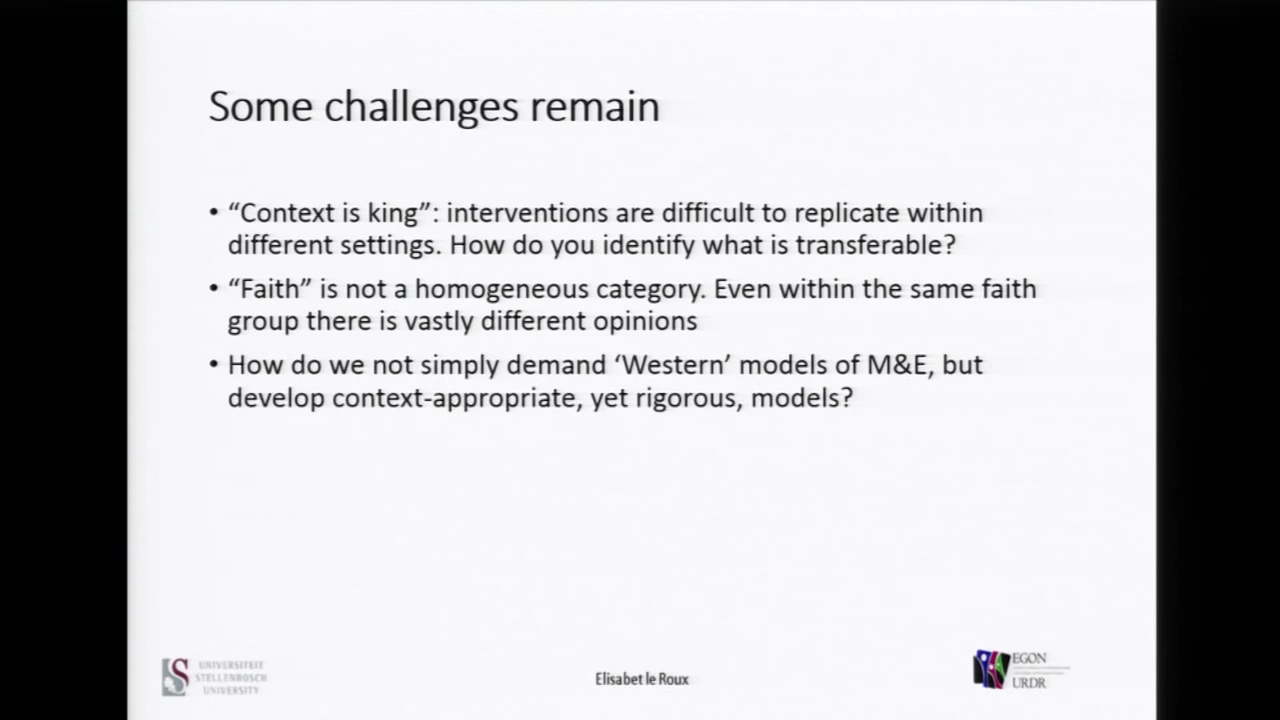 Some challenges remain
• “Context is king”: interventions are difficult to replicate within
different settings. How do you identify what is transferable?
• “Faith” is not a homogeneous category. Even within the same faith
group there is vastly different opinions
• How do we not simply demand ‘Western’ models of M&E, but
develop context-appropriate, yet rigorous, models?
UNIVERSITEIT
STELLENBOSCH
UNIVERSITY
Elisabet le Roux
EGON
URDR